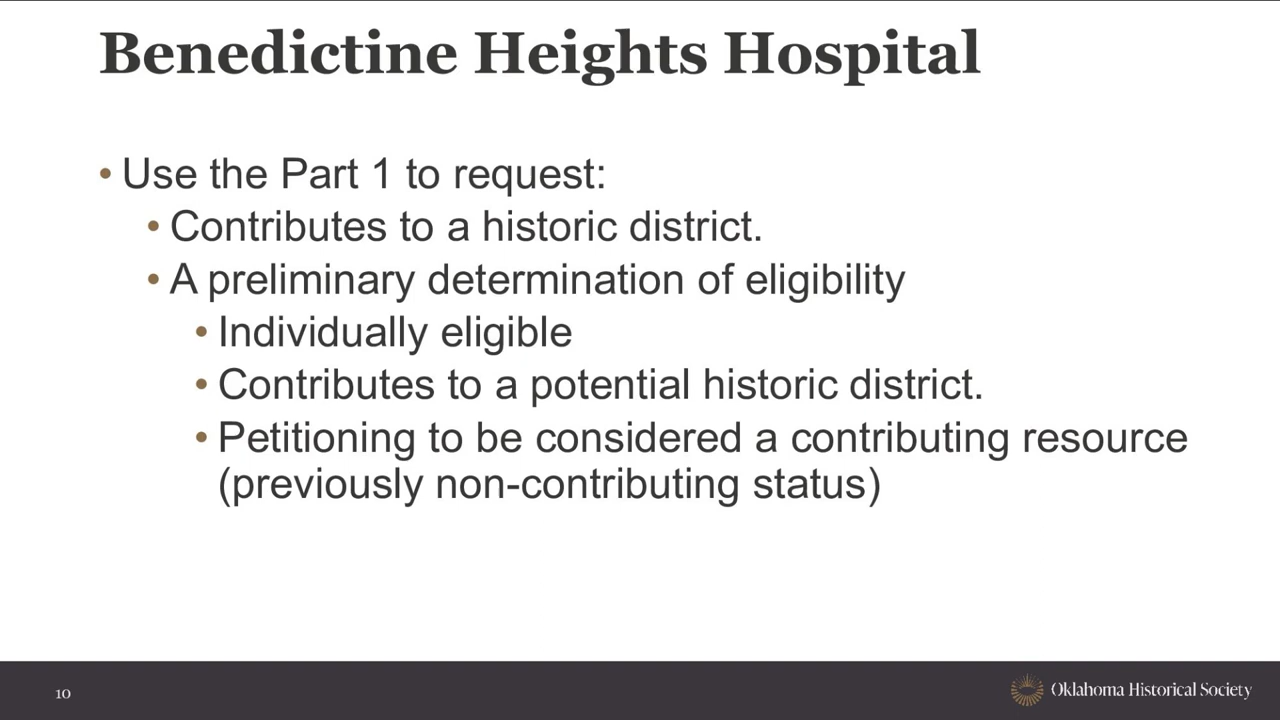 Benedictine Heights Hospital
• Use the Part 1 to request:
• Contributes to a historic district.
• A preliminary determination of eligibility
• Individually eligible
• Contributes to a potential historic district.
• Petitioning to be considered a contributing resource
(previously non-contributing status)
10
Oklahoma Historical Society